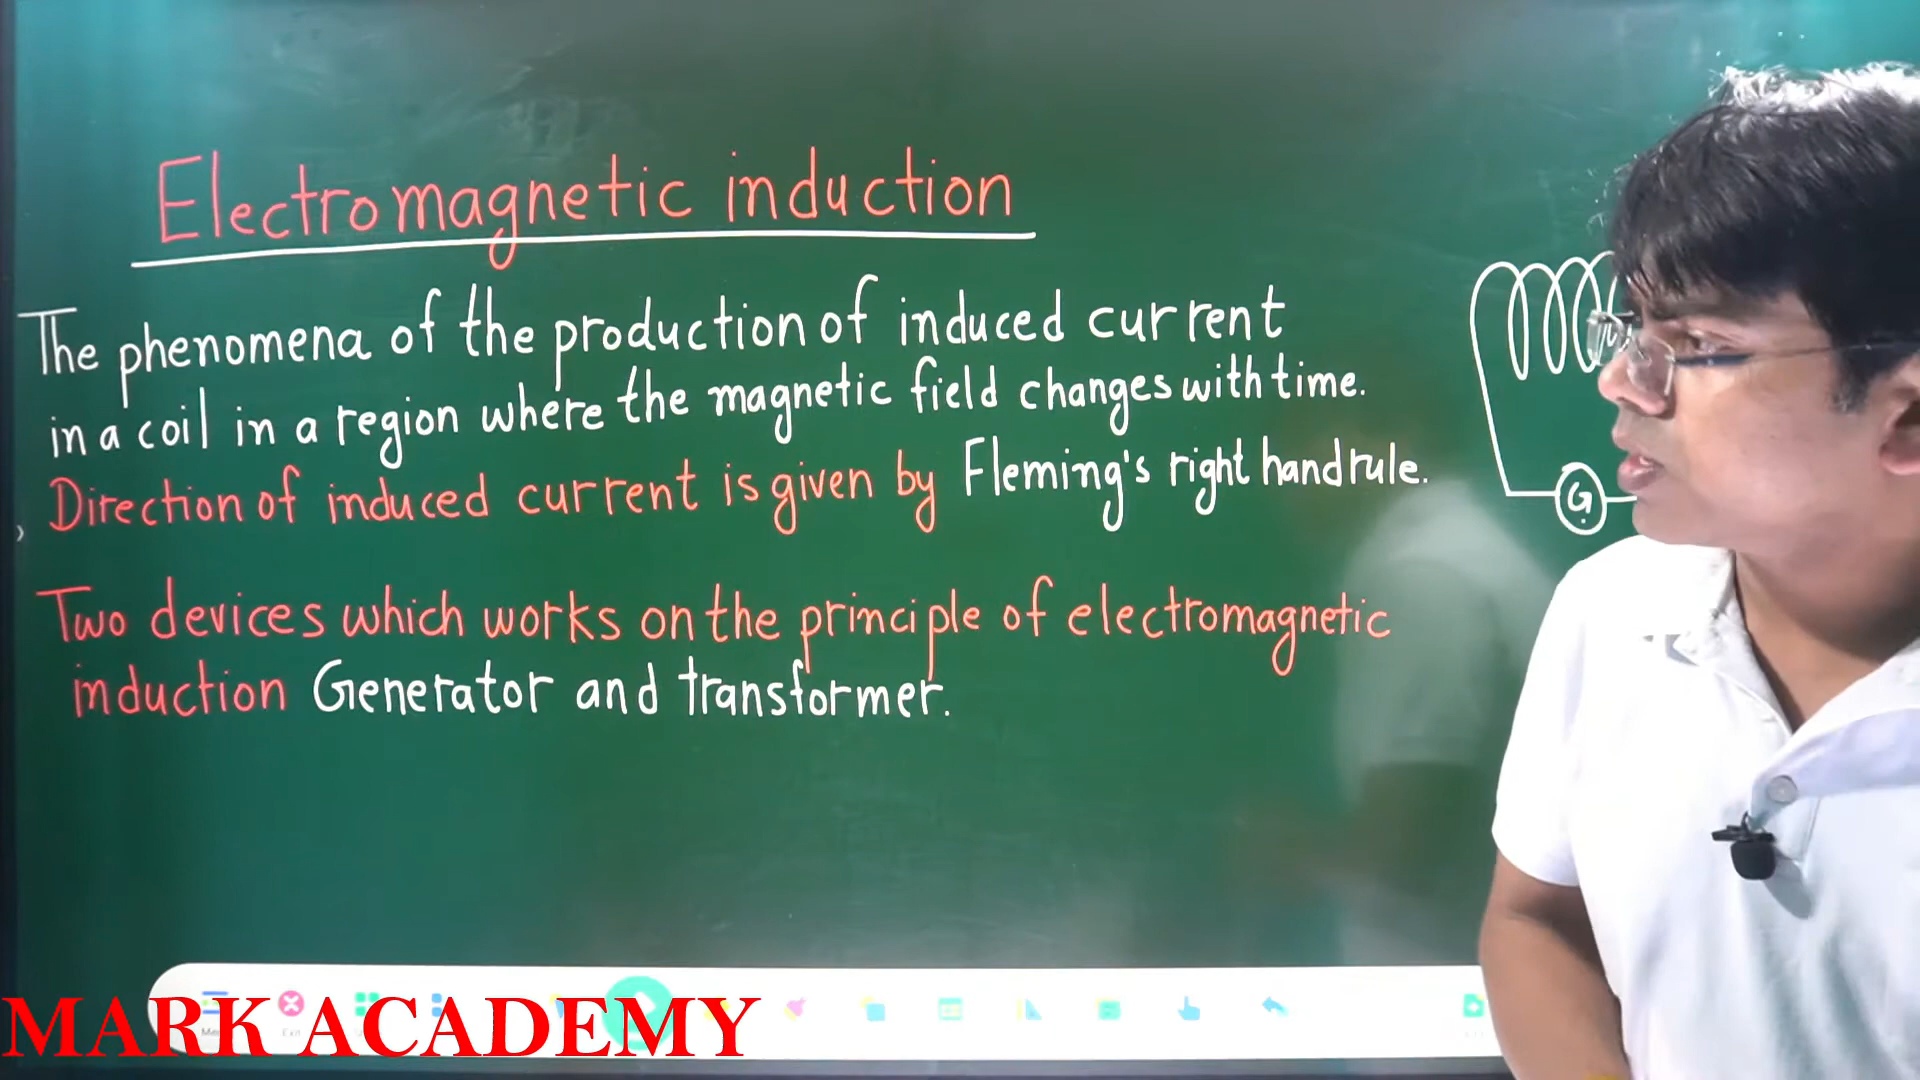 Electromagnetic induction
The phenomena of the production of induced current
in a coil in a region where the magnetic field changes with time.
Direction of induced current is given by Fleming's right hand rule.
G
Two devices which works on the principle of electromagnetic
induction Generator and transformer.
MARK ACADEMY